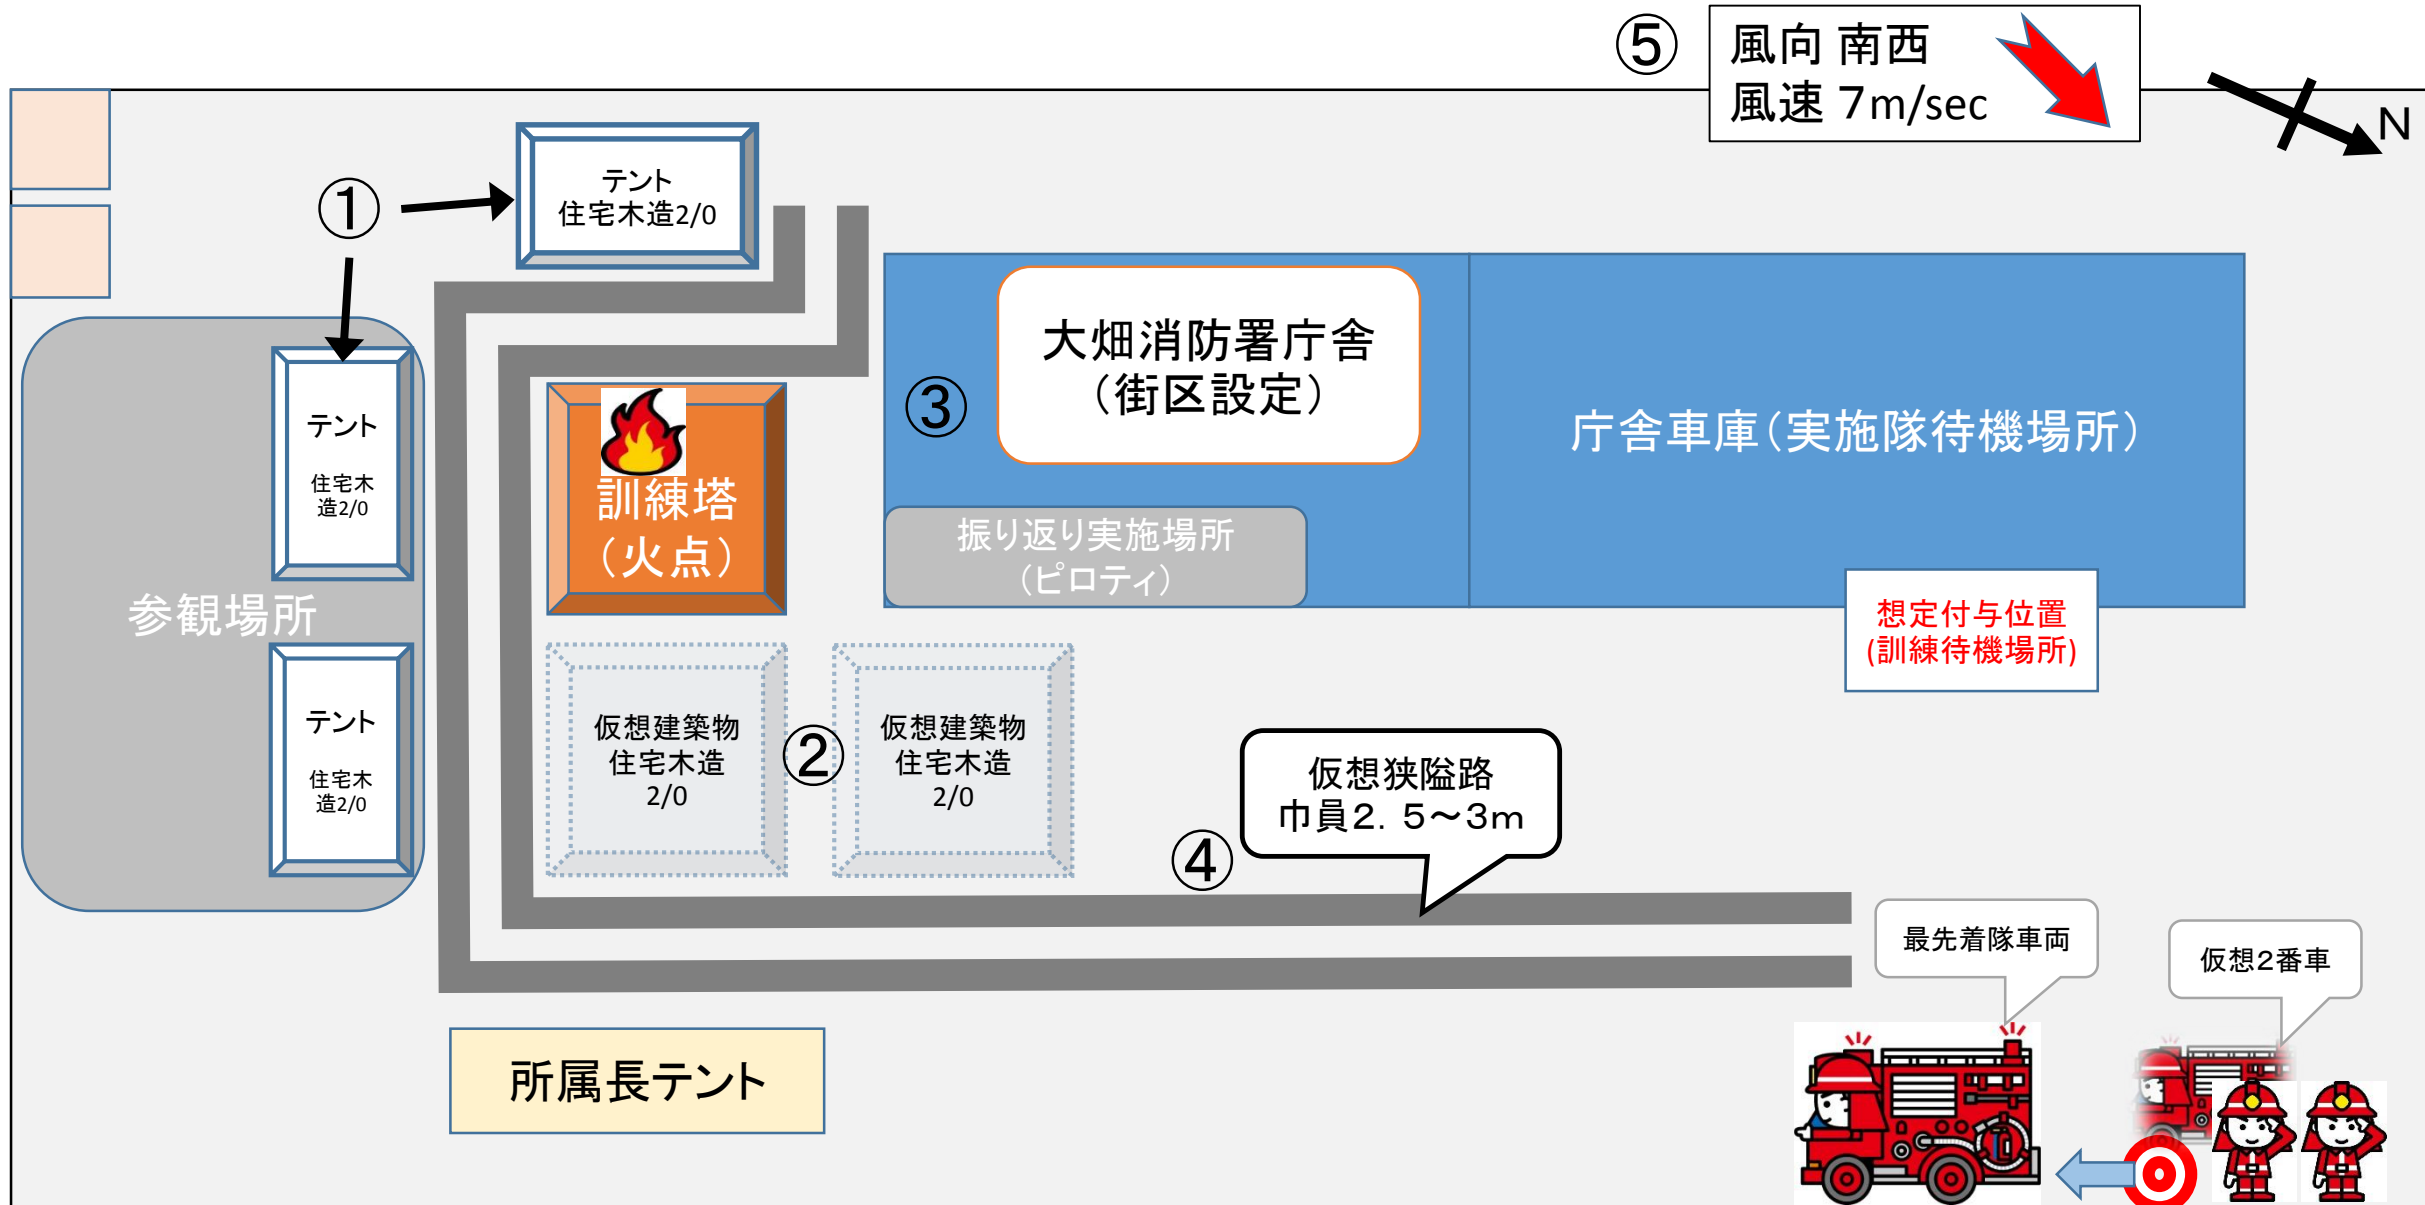 ⑤
風向 南西
風速 7m/sec
N
①
テント
住宅木造2/0
テント
住宅木
造2/0
テント
住宅木
造2/0
参観場所
訓練塔
（火点）
③
大畑消防署庁舎
（街区設定）
振り返り実施場所
（ピロティ）
庁舎車庫（実施隊待機場所）
想定付与位置
(訓練待機場所)
仮想建築物
住宅木造
2/0
②
仮想建築物
住宅木造
2/0
④
仮想狭隘路
巾員2．5～3m
最先着隊車両
仮想2番車
所属長テント